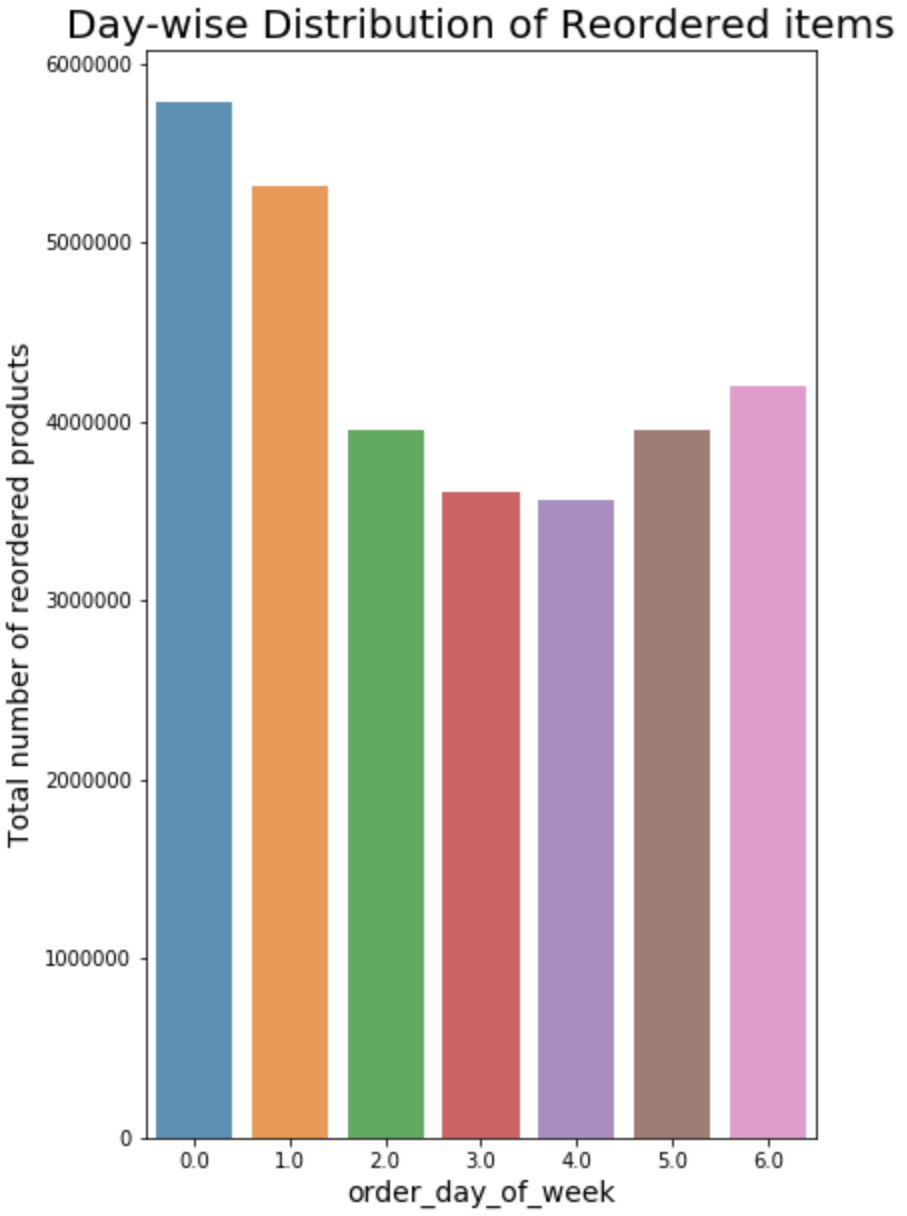 Day-wise Distribution of Reordered items
6000000
5000000
4000000
3000000
2000000
1000000
0
Total number of reordered products
0.0 1.0 2.0 3.0 4.0 5.0 6.0
order_day_of_week